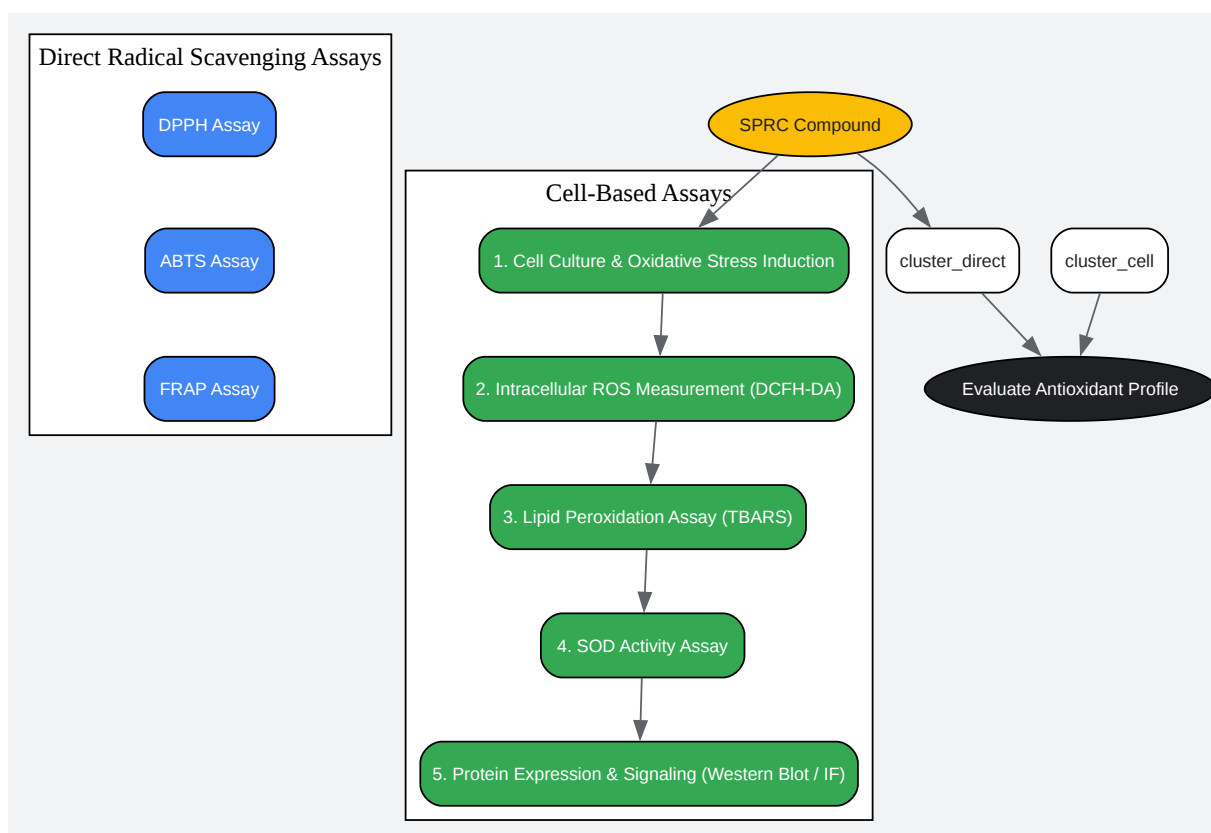 Direct Radical Scavenging Assays
DPPH Assay
ABTS Assay
FRAP Assay
SPRC Compound
Cell-Based Assays
1. Cell Culture & Oxidative Stress Induction
2. Intracellular ROS Measurement (DCFH-DA)
3. Lipid Peroxidation Assay (TBARS)
4. SOD Activity Assay
5. Protein Expression & Signaling (Western Blot / IF)
cluster_direct
cluster_cell
Evaluate Antioxidant Profile